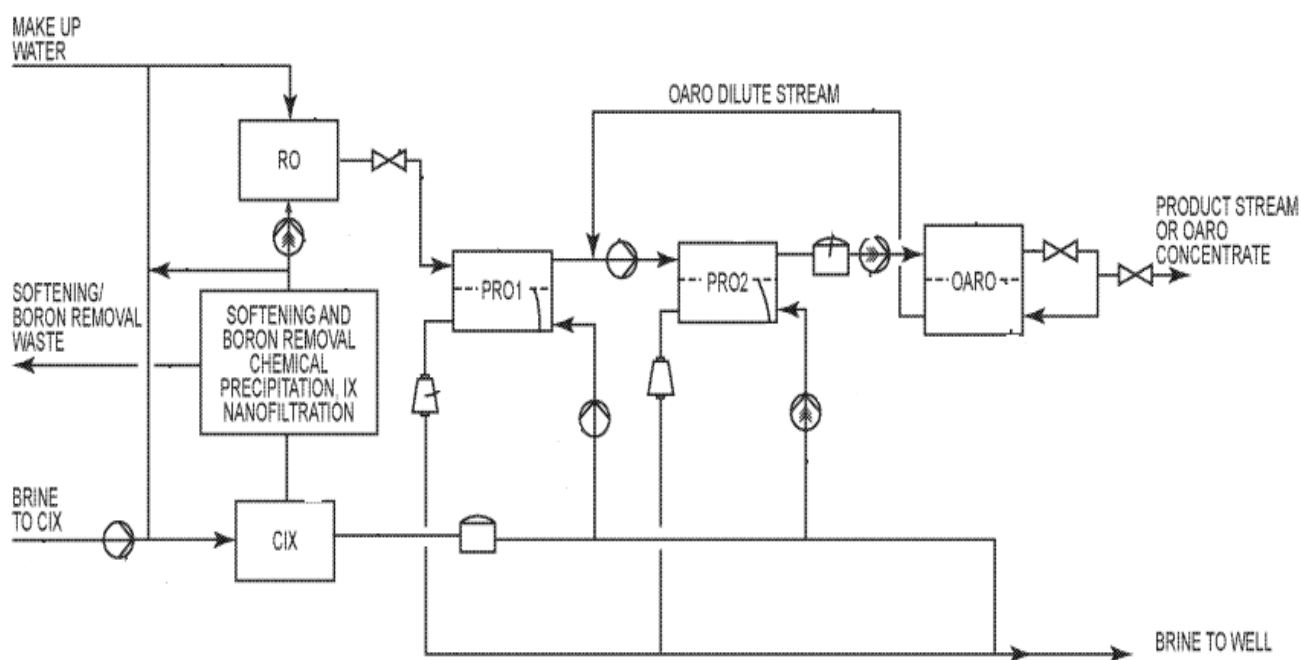 MAKE UP
WATER
OARO DILUTE STREAM
RO
PRODUCT STREAM
OR OARO
CONCENTRATE
PRO1
PRO2
OARO
SOFTENING/
BORON REMOVAL
WASTE
SOFTENING AND
BORON REMOVAL
CHEMICAL
PRECIPITATION, IX
NANOFILTRATION
BRINE
TO CIX
CIX
BRINE TO WELL